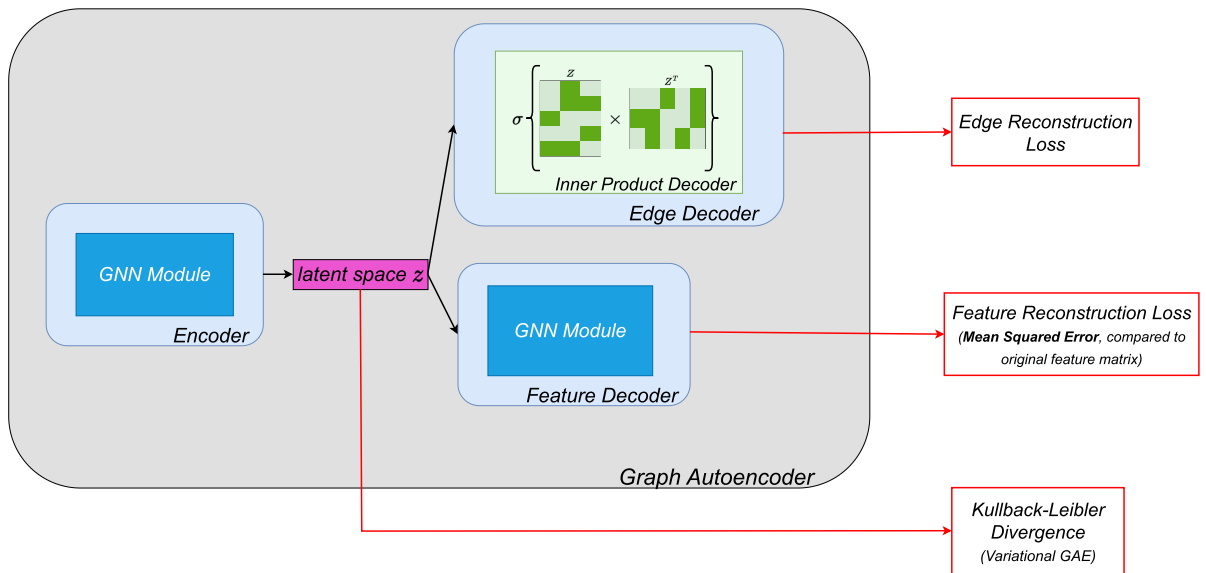 Z
Z^T
σ
×
Inner Product Decoder
Edge Decoder
Edge Reconstruction
Loss
GNN Module
Encoder
latent space z
GNN Module
Feature Decoder
Feature Reconstruction Loss
(Mean Squared Error, compared to
original feature matrix)
Graph Autoencoder
Kullback-Leibler
Divergence
(Variational GAE)